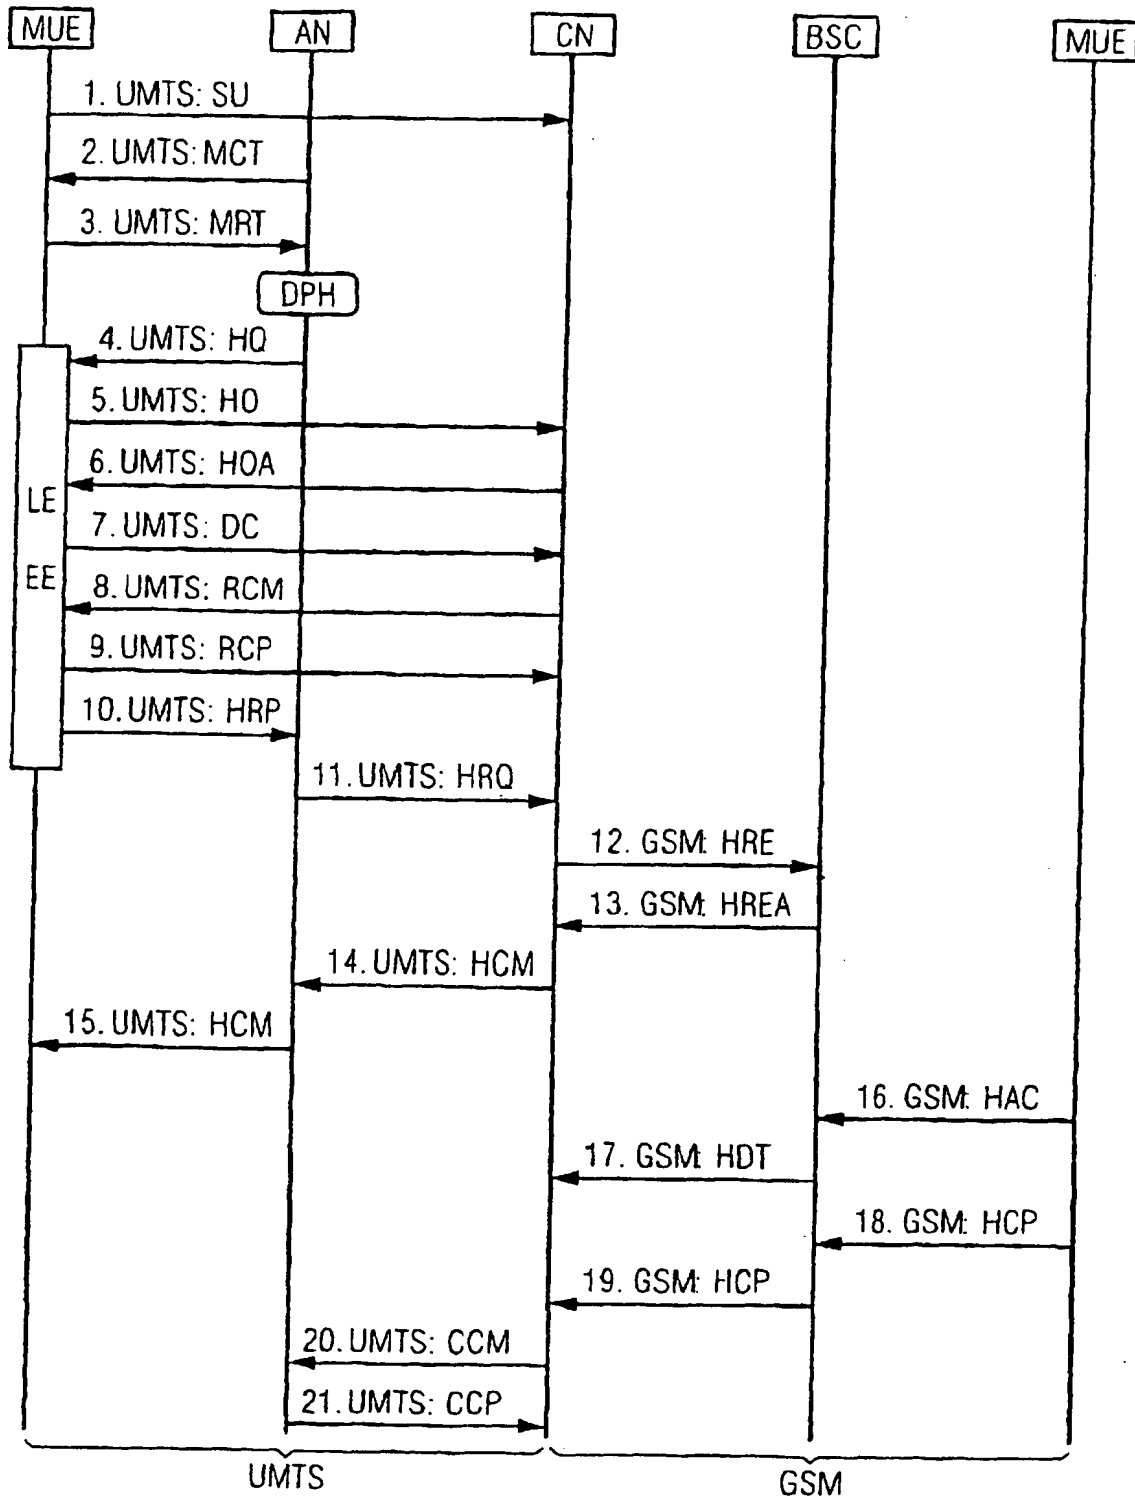 MUE AN CN BSC MUE
1. UMTS: SU
2. UMTS: MCT
3. UMTS: MRT
DPH
4. UMTS: HQ
5. UMTS: HO
6. UMTS: HOA
LE
7. UMTS: DC
EE
8. UMTS: RCM
9. UMTS: RCP
10. UMTS: HRP
11. UMTS: HRQ
12. GSM: HRE
13. GSM: HREA
14. UMTS: HCM
15. UMTS: HCM
16. GSM: HAC
17. GSM: HDT
18. GSM: HCP
19. GSM: HCP
20. UMTS: CCM
21. UMTS: CCP
UMTS GSM